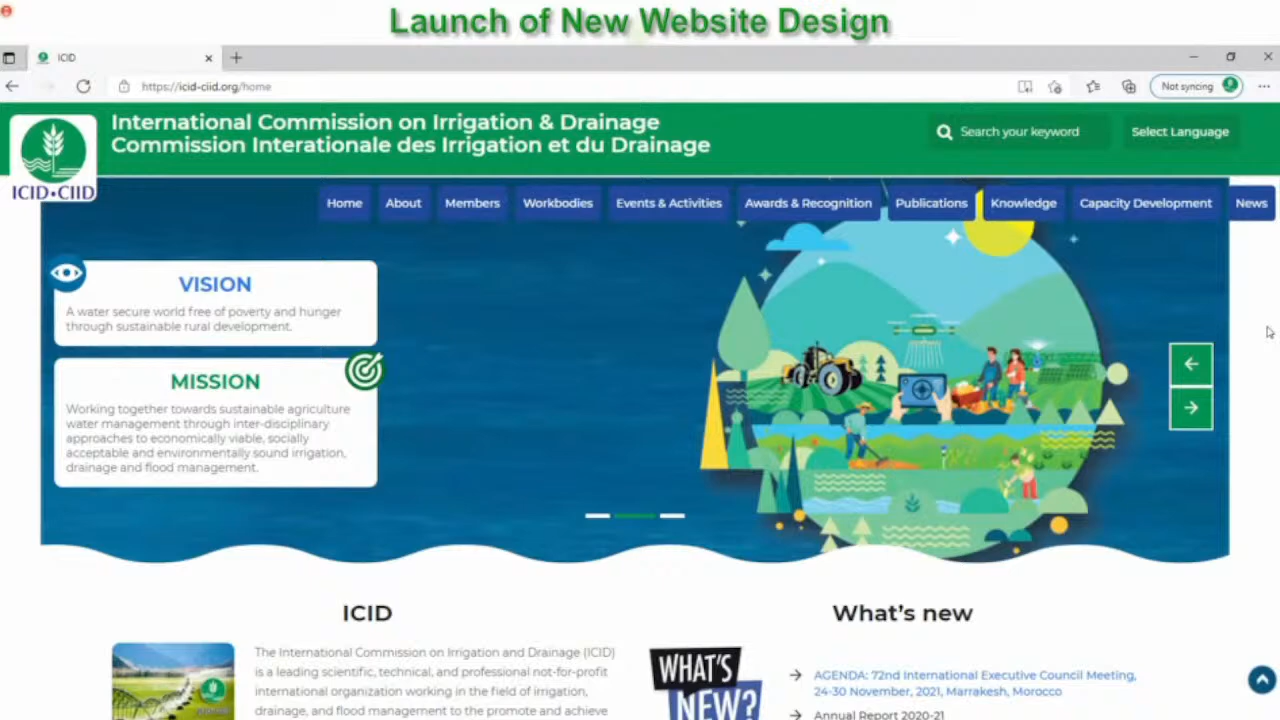 Launch of New Website Design
ICID
https://icid-ciid.org/home
Not syncing
International Commission on Irrigation & Drainage
Commission Interationale des Irrigation et du Drainage
Search your keyword
Select Language
ICID•CIID
Home
About
Members
Workbodies
Events & Activities
Awards & Recognition
Publications
Knowledge
Capacity Development
News
VISION
A water secure world free of poverty and hunger
through sustainable rural development.
MISSION
Working together towards sustainable agriculture
water management through inter-disciplinary
approaches to economically viable, socially
acceptable and environmentally sound irrigation,
drainage and flood management.
ICID
The International Commission on Irrigation and Drainage (ICID)
is a leading scientific, technical, and professional not-for-profit
international organization working in the field of irrigation,
drainage, and flood management to the promote and achieve
What's new
WHAT'S
NEW?
AGENDA: 72nd International Executive Council Meeting,
24-30 November, 2021, Marrakesh, Morocco
Annual Report 2020-21